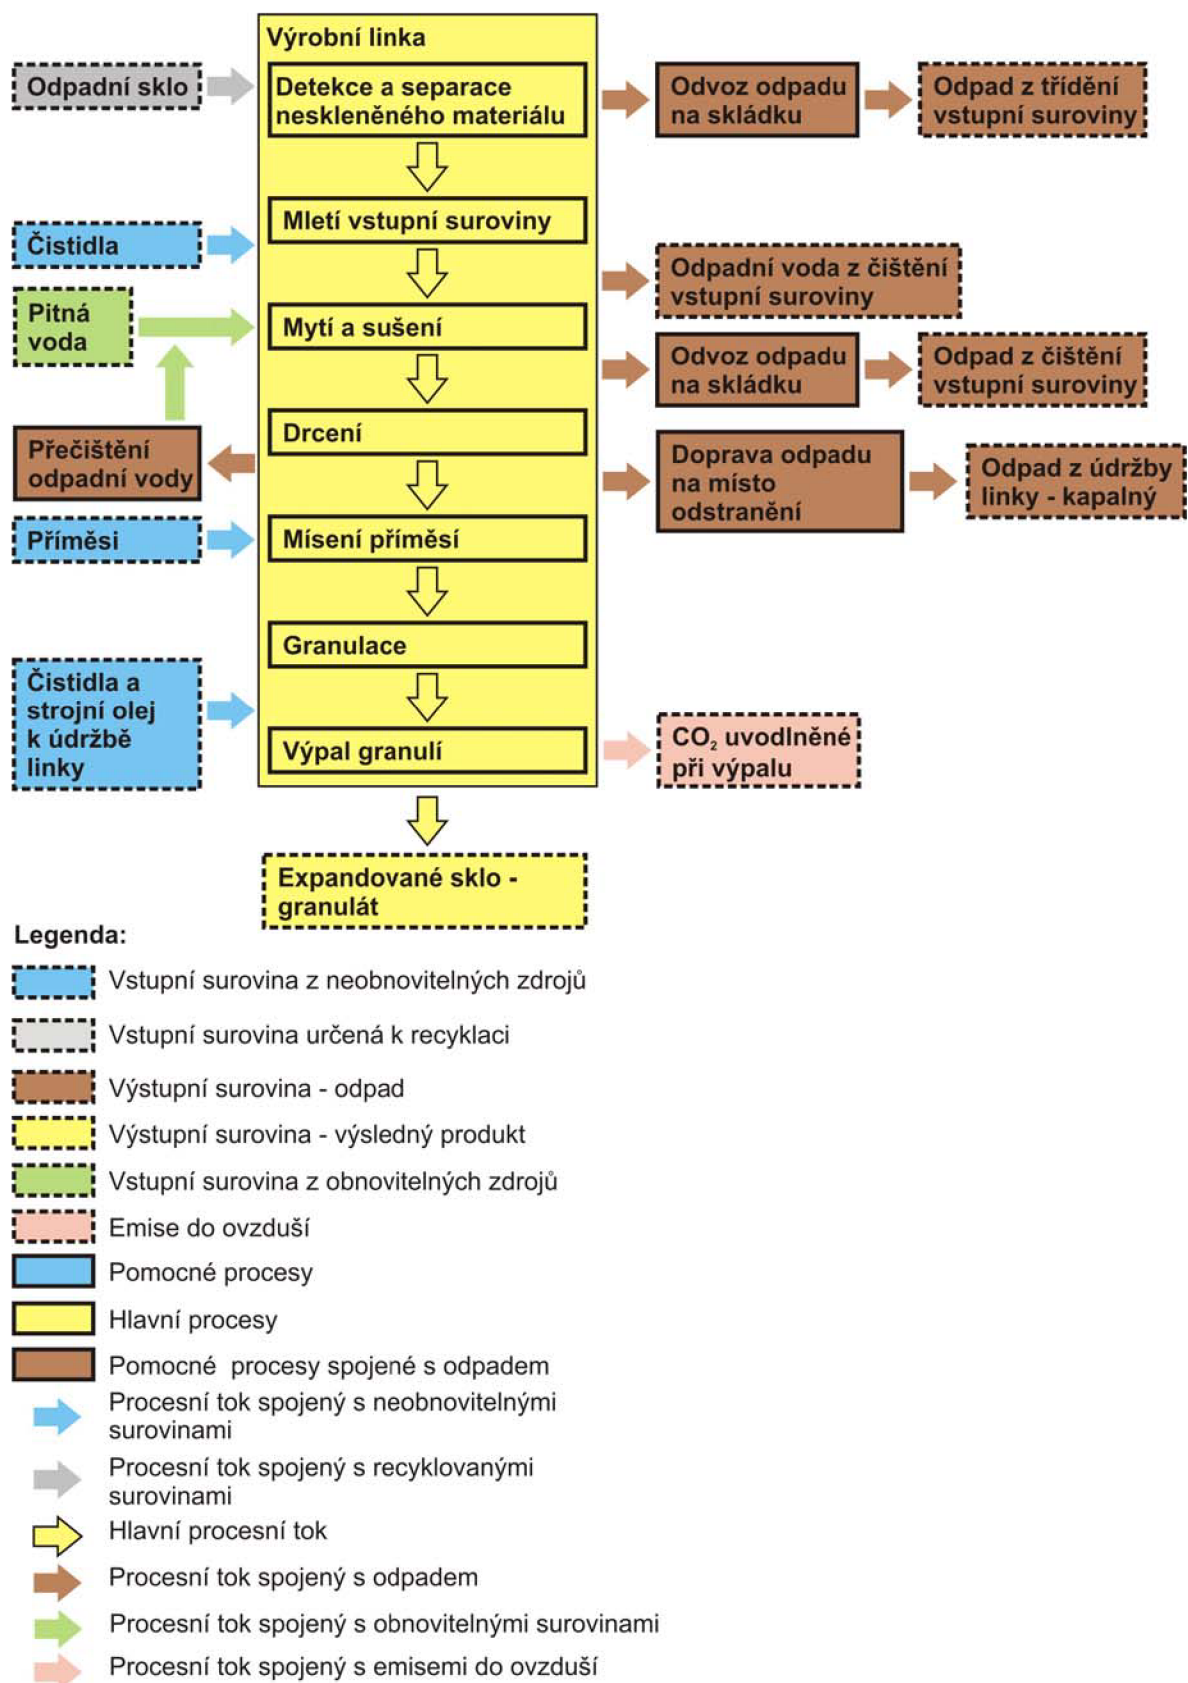 Výrobní linka
Odpadní sklo
Detekce a separace
neskleněného materiálu
Odvoz odpadu
na skládku
Odpad z třídění
vstupní suroviny
Mletí vstupní suroviny
Čistidla
Odpadní voda z čištění
vstupní suroviny
Pitná
voda
Mytí a sušení
Odvoz odpadu
na skládku
Odpad z čištění
vstupní suroviny
Drcení
Přečištění
odpadní vody
Doprava odpadu
na místo
odstranění
Odpad z údržby
linky - kapalný
Příměsi
Mísení příměsí
Granulace
Čistidla a
strojní olej
k údržbě
linky
Výpal granulí
CO₂ uvodlněné
při výpalu
Expandované sklo -
granulát
Legenda:
Vstupní surovina z neobnovitelných zdrojů
Vstupní surovina určená k recyklaci
Výstupní surovina - odpad
Výstupní surovina - výsledný produkt
Vstupní surovina z obnovitelných zdrojů
Emise do ovzduší
Pomocné procesy
Hlavní procesy
Pomocné procesy spojené s odpadem
Procesní tok spojený s neobnovitelnými
surovinami
Procesní tok spojený s recyklovanými
surovinami
Hlavní procesní tok
Procesní tok spojený s odpadem
Procesní tok spojený s obnovitelnými surovinami
Procesní tok spojený s emisemi do ovzduší